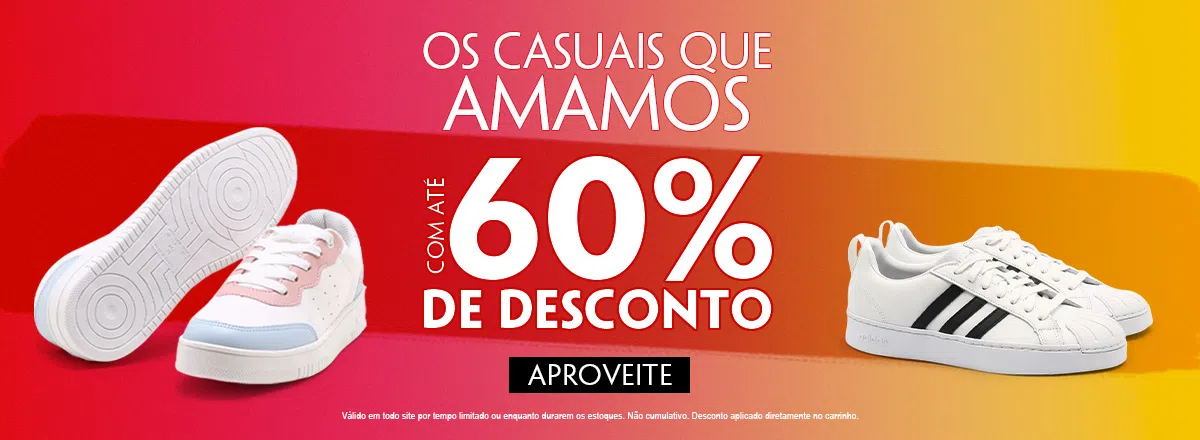 OS CASUAIS QUE
AMAMOS
COM ATÉ
60%
DE DESCONTO
APROVEITE
Válido em todo site por tempo limitado ou enquanto durarem os estoques. Não cumulativo. Desconto aplicado diretamente no carrinho.